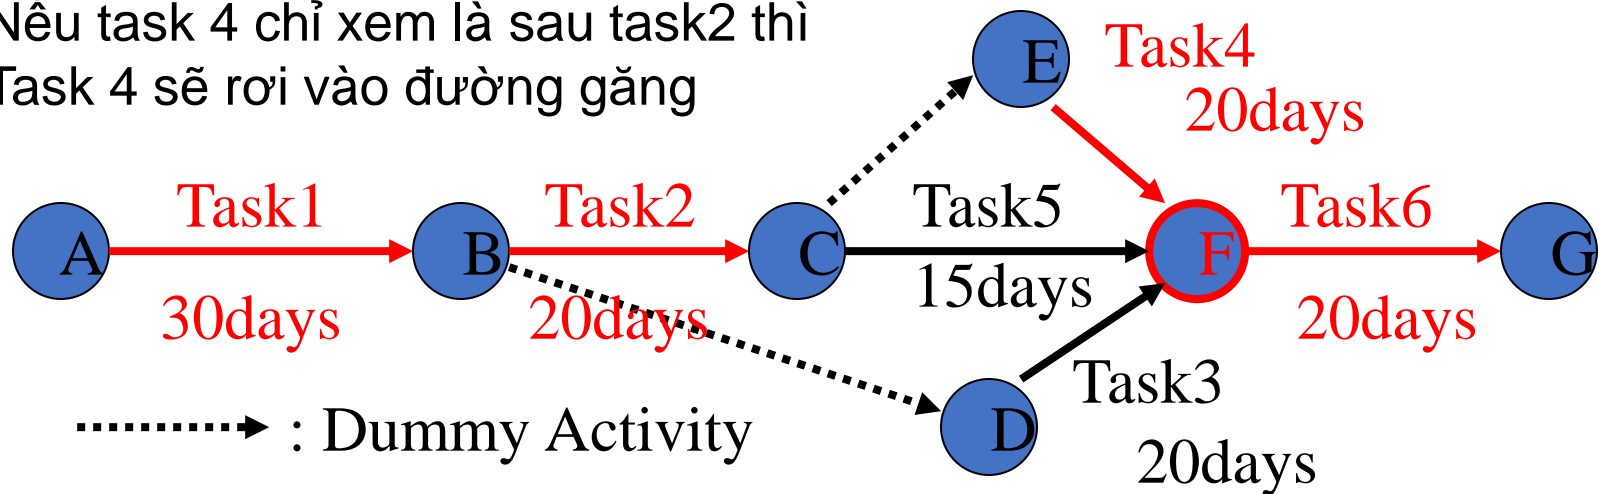 Nêu task 4 chỉ xem là sau task2 thì
Task 4 sẽ rơi vào đường găng
E
Task4
20days
Task1
Task2
Task5
Task6
A
B
C
F
G
30days
20days
15days
20days
Task3
D
20days
: Dummy Activity